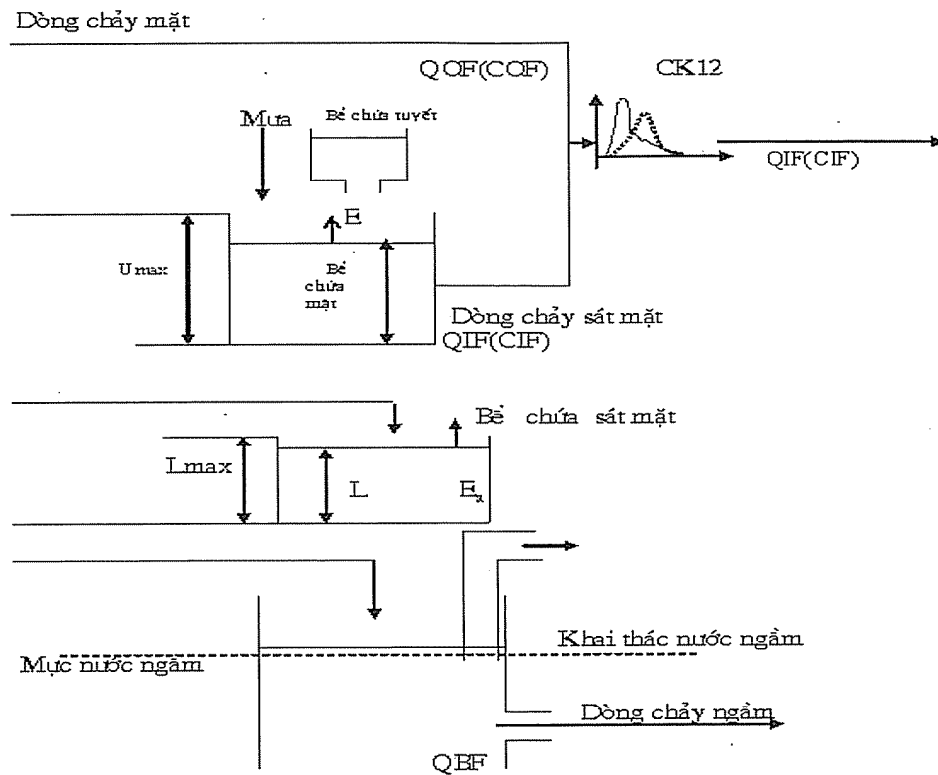 Dòng chảy mặt
QOF(COF)
CK12
Mưa
Bể chứa tuyết
QIF(CIF)
E
Umax
Bể
chứa
mặt
Dòng chảy sát mặt
QIF(CIF)
Bể chứa sát mặt
Lmax
L
Ea
Khai thác nước ngầm
Mực nước ngầm
Dòng chảy ngầm
QBF